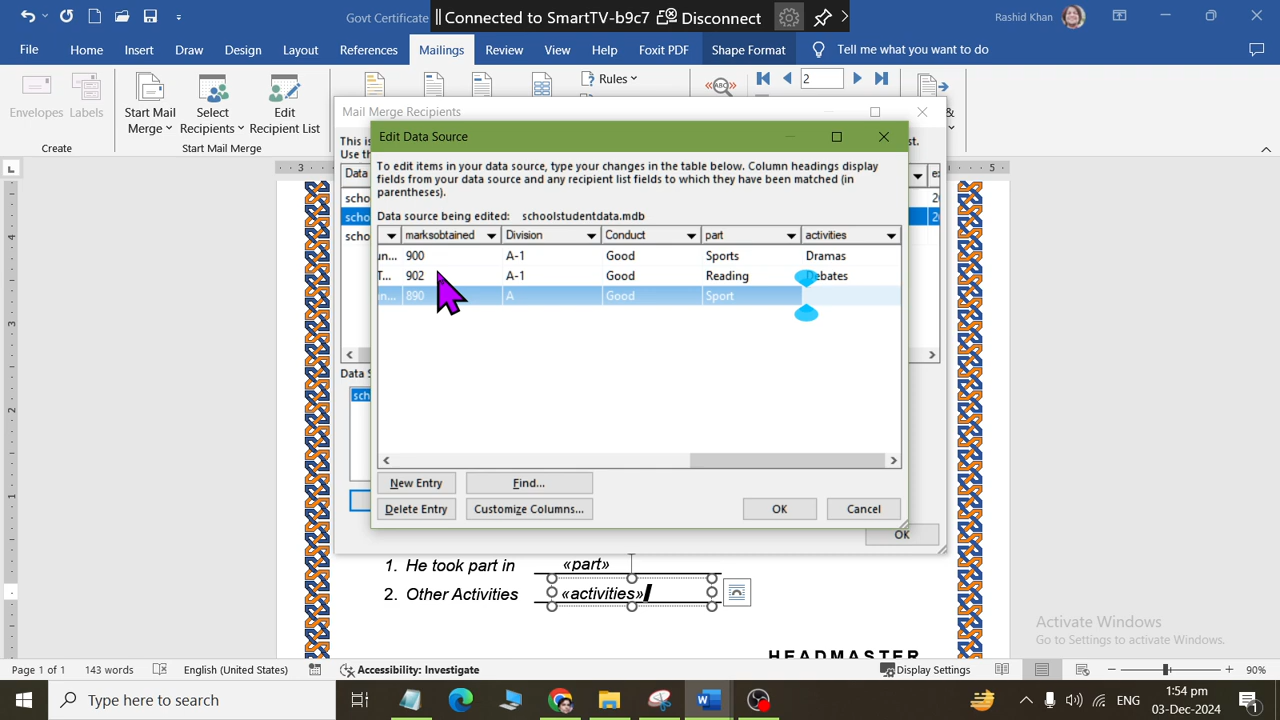 Govt Certificate
Connected to SmartTV-b9c7 Disconnect
Rashid Khan
File Home Insert Draw Design Layout References Mailings Review View Help Foxit PDF Shape Format Tell me what you want to do
Envelopes Labels
Start Mail Merge
Select Recipients
Edit Recipient List
Rules
2
Create
Start Mail Merge
&
Mail Merge Recipients
This is
st.
Use th
Data
scho
scho
scho
Data S
sch
OK
Edit Data Source
To edit items in your data source, type your changes in the table below. Column headings display
fields from your data source and any recipient list fields to which they have been matched (in
parentheses).
Data source being edited: schoolstudentdata.mdb
marksobtained Division Conduct part activities
un... 900 A-1 Good Sports Dramas
T... 902 A-1 Good Reading Debates
n... 890 A Good Sport
New Entry Find...
Delete Entry Customize Columns... OK Cancel
1. He took part in «part»
2. Other Activities «activities»
HEADMASTER
Activate Windows
Go to Settings to activate Windows.
Page 1 of 1 143 words English (United States) Accessibility: Investigate Display Settings 90%
Type here to search
ENG
1:54 pm
03-Dec-2024
1